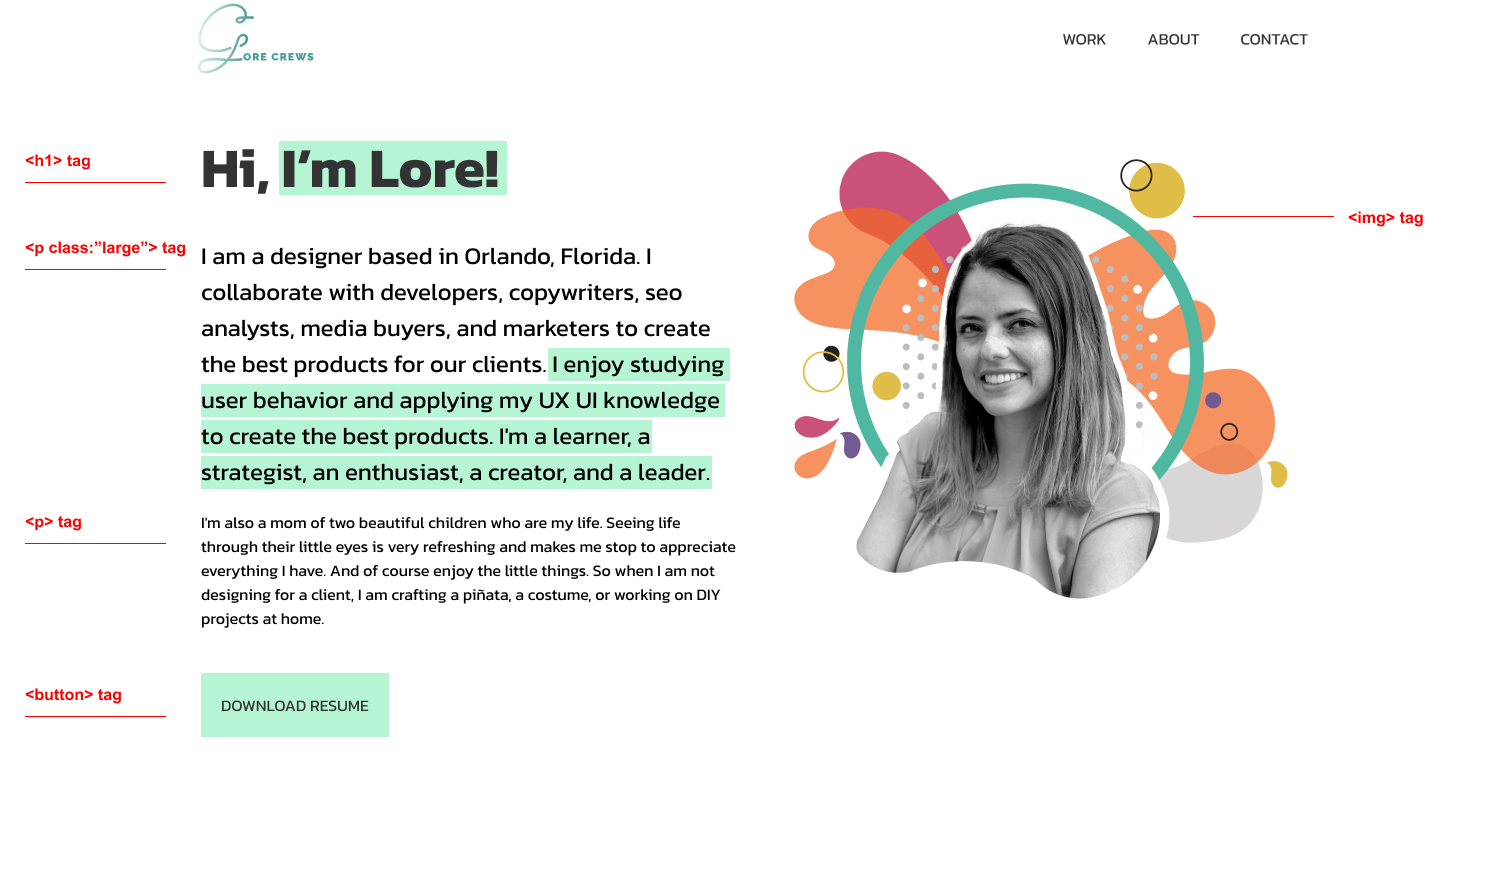 ORE CREWS
WORK ABOUT CONTACT
<h1> tag
Hi, I’m Lore!
<img> tag
<p class:”large”> tag
I am a designer based in Orlando, Florida. I
collaborate with developers, copywriters, seo
analysts, media buyers, and marketers to create
the best products for our clients. I enjoy studying
user behavior and applying my UX UI knowledge
to create the best products. I'm a learner, a
strategist, an enthusiast, a creator, and a leader.
<p> tag
I'm also a mom of two beautiful children who are my life. Seeing life
through their little eyes is very refreshing and makes me stop to appreciate
everything I have. And of course enjoy the little things. So when I am not
designing for a client, I am crafting a piñata, a costume, or working on DIY
projects at home.
<button> tag
DOWNLOAD RESUME